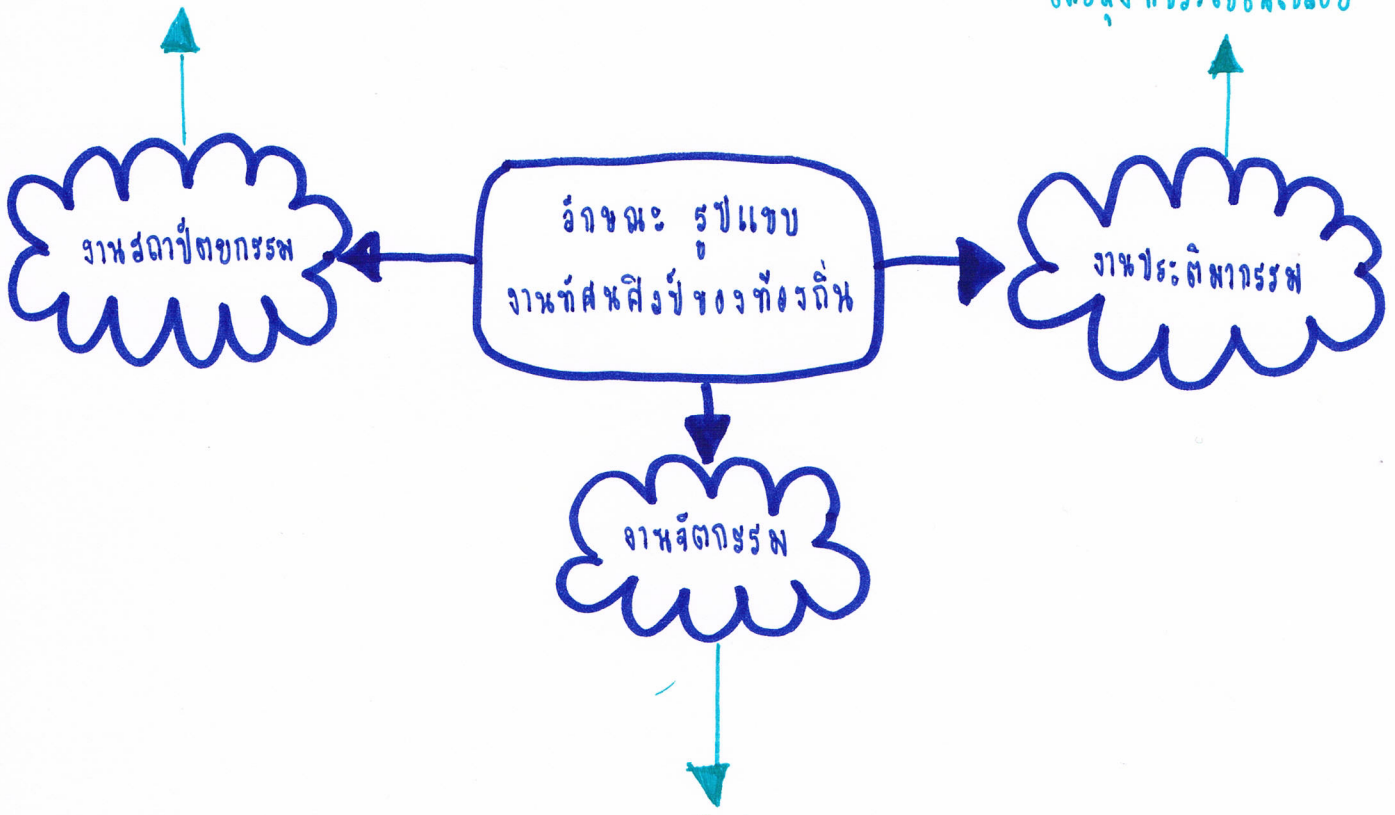 ลักษณะ รูปแบบ
งานทัศนศิลป์ของท้องถิ่น
งานสถาปัตยกรรม
งานประติมากรรม
งานจิตกรรม